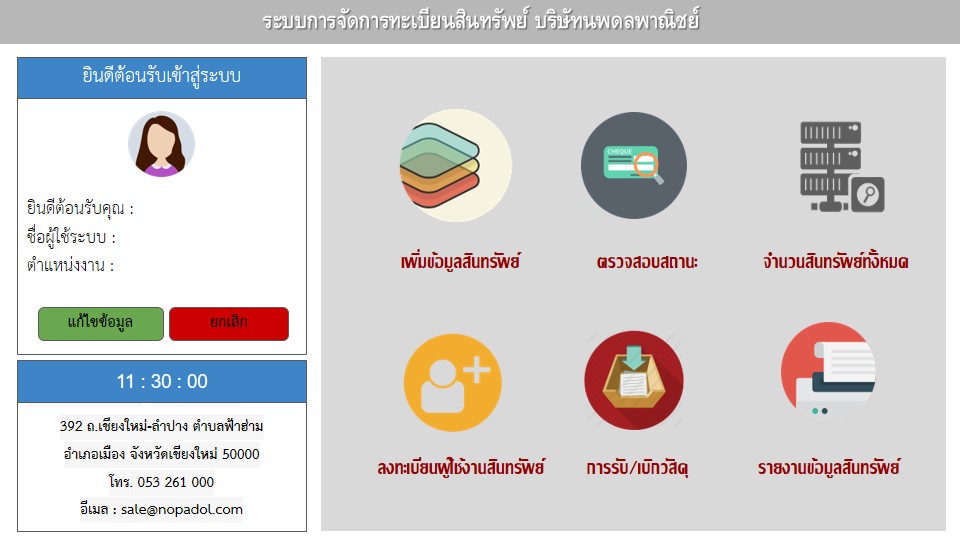 ระบบการจัดการทะเบียนสินทรัพย์ บริษัทนพดลพาณิชย์
ยินดีต้อนรับเข้าสู่ระบบ
ยินดีต้อนรับคุณ :
ชื่อผู้ใช้ระบบ :
ตำแหน่งงาน :
แก้ไขข้อมูล
ยกเลิก
11 : 30 : 00
392 ถ.เชียงใหม่-ลำปาง ตำบลฟ้าฮ่าม
อำเภอเมือง จังหวัดเชียงใหม่ 50000
โทร. 053 261 000
อีเมล : sale@nopadol.com
CHEQUE
เพิ่มข้อมูลสินทรัพย์
ตรวจสอบสถานะ
จำนวนสินทรัพย์ทั้งหมด
ลงทะเบียนผู้ใช้งานสินทรัพย์
การรับ/เบิกวัสดุ
รายงานข้อมูลสินทรัพย์